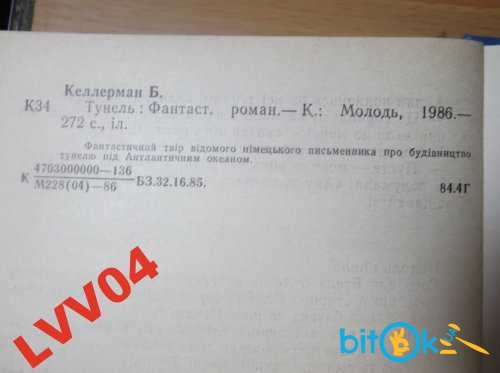 Келлерман Б.
К34 Тунель : Фантаст. роман.— К.: Молодь, 1986.—
272 с., іл.
Фантастичний твір відомого німецького письменника про будівництво
тунелю під Антлантичним океаном.
К 4703000000—136
М228(04)—86 БЗ.32.16.85. 84.4Г
LVV04
bitOk